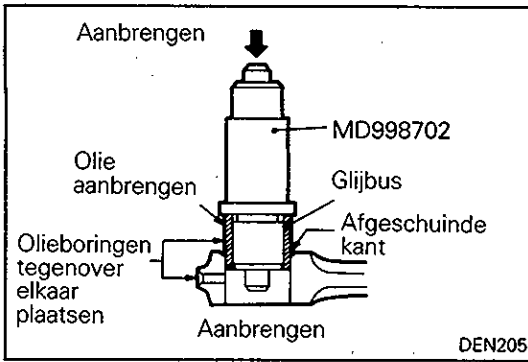 Aanbrengen
MD998702
Olie
aanbrengen
Glijbus
Afgeschuinde
kant
Olieboringen
tegenover
elkaar
plaatsen
Aanbrengen
DEN205